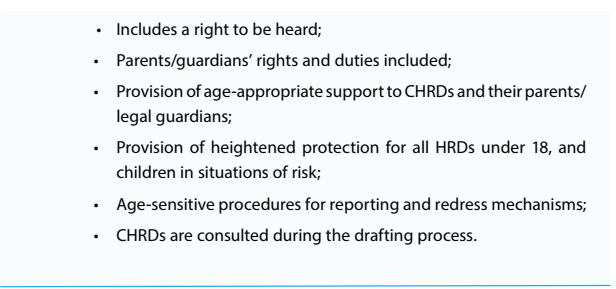 • Includes a right to be heard;
• Parents/guardians' rights and duties included;
• Provision of age-appropriate support to CHRDs and their parents/
legal guardians;
• Provision of heightened protection for all HRDs under 18, and
children in situations of risk;
• Age-sensitive procedures for reporting and redress mechanisms;
• CHRDs are consulted during the drafting process.